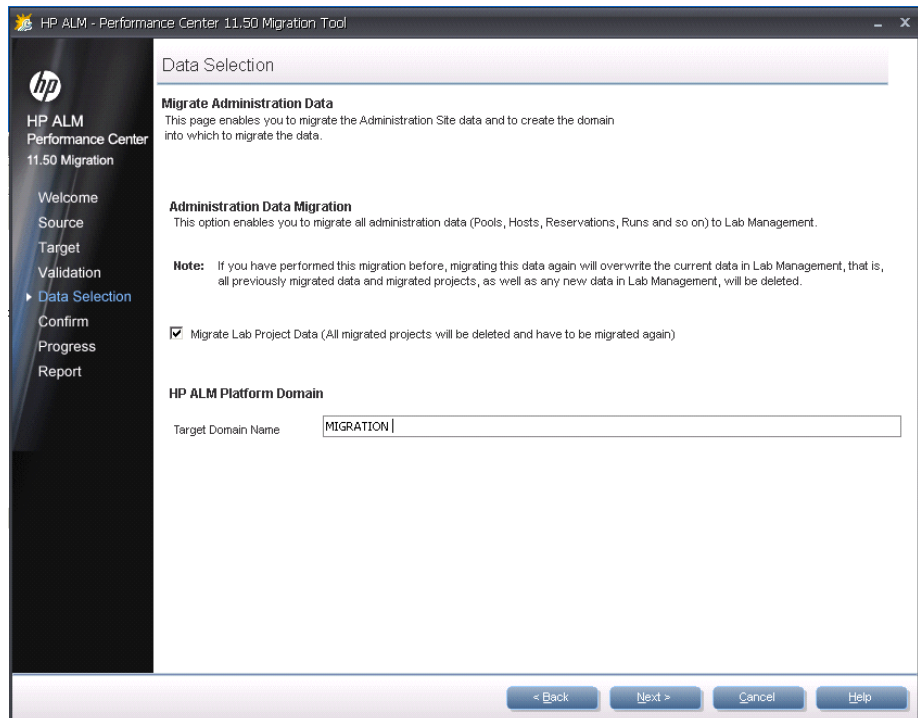 HP ALM - Performance Center 11.50 Migration Tool
hp
HP ALM
Performance Center
11.50 Migration
Welcome
Source
Target
Validation
Data Selection
Confirm
Progress
Report
Data Selection
Migrate Administration Data
This page enables you to migrate the Administration Site data and to create the domain
into which to migrate the data.
Administration Data Migration
This option enables you to migrate all administration data (Pools, Hosts, Reservations, Runs and so on) to Lab Management.
Note: If you have performed this migration before, migrating this data again will overwrite the current data in Lab Management, that is,
all previously migrated data and migrated projects, as well as any new data in Lab Management, will be deleted.
Migrate Lab Project Data (All migrated projects will be deleted and have to be migrated again)
HP ALM Platform Domain
Target Domain Name MIGRATION
< Back Next > Cancel Help